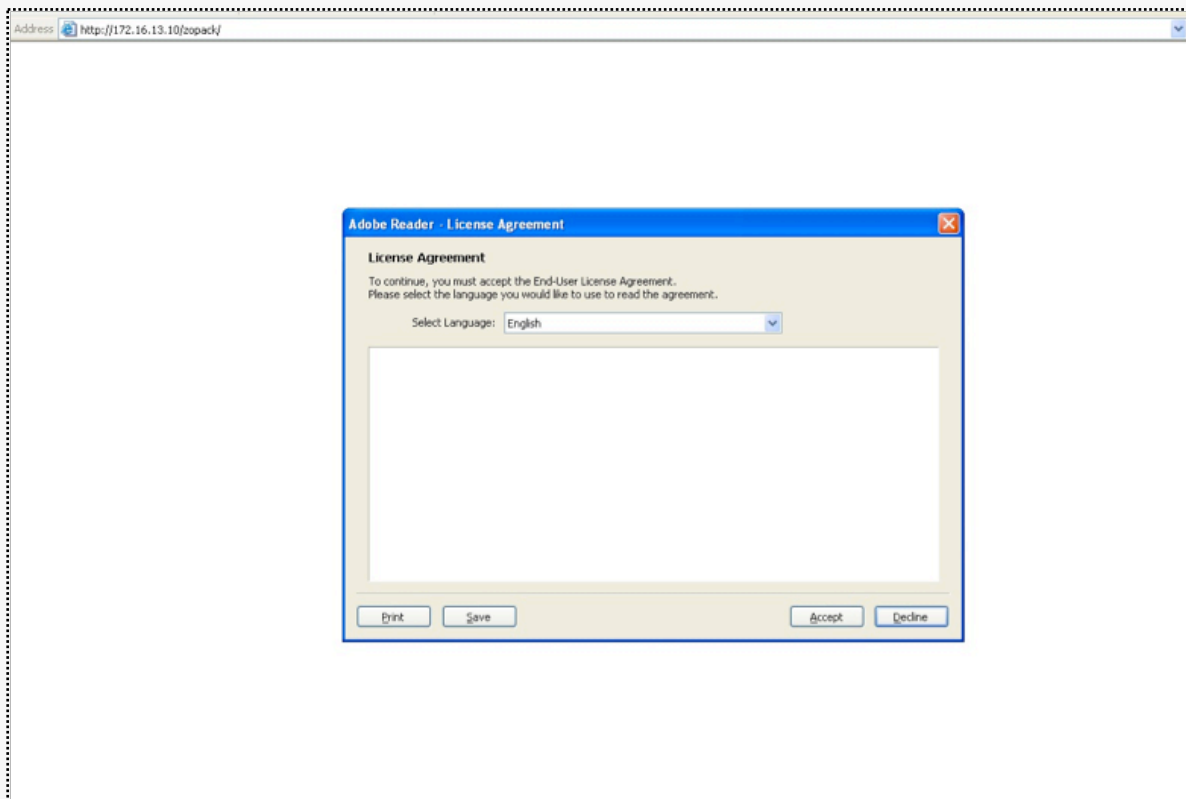 Address http://172.16.13.10/zopack/
Adobe Reader - License Agreement
License Agreement
To continue, you must accept the End-User License Agreement.
Please select the language you would like to use to read the agreement.
Select Language: English
Print Save Accept Decline